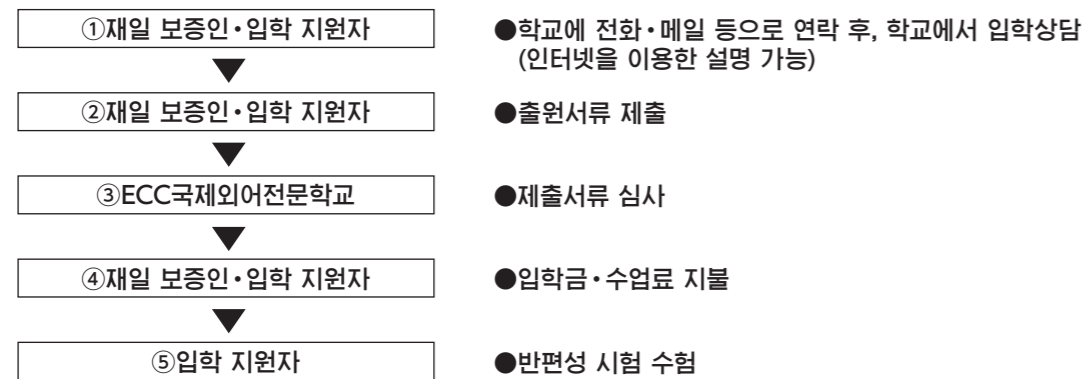 ①재일 보증인•입학 지원자
●학교에 전화•메일 등으로 연락 후, 학교에서 입학상담
(인터넷을 이용한 설명 가능)
▼
②재일 보증인•입학 지원자
●출원서류 제출
▼
③ECC국제외어전문학교
●제출서류 심사
▼
④재일 보증인•입학 지원자
●입학금•수업료 지불
▼
⑤입학 지원자
●반편성 시험 수험